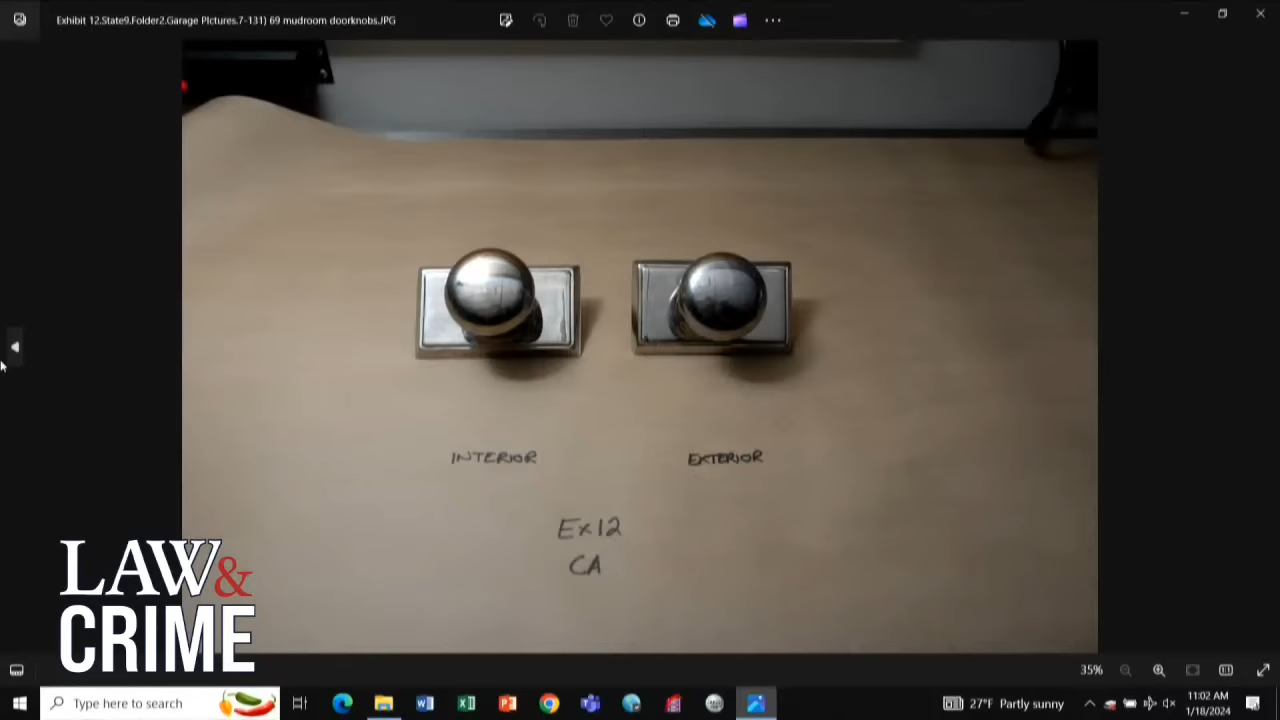 Exhibit 12.State9.Folder2.Garage PIctures.7-131) 69 mudroom doorknobs.JPG
INTERIOR
EXTERIOR
Ex12
CA
LAW&
CRIME
35%
Type here to search
27°F Partly sunny
11:02 AM
1/18/2024